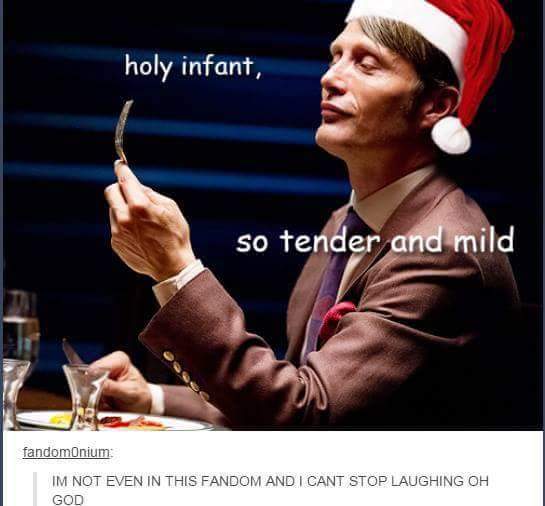 holy infant,
so tender and mild
fandom0nium:
IM NOT EVEN IN THIS FANDOM AND I CANT STOP LAUGHING OH
GOD